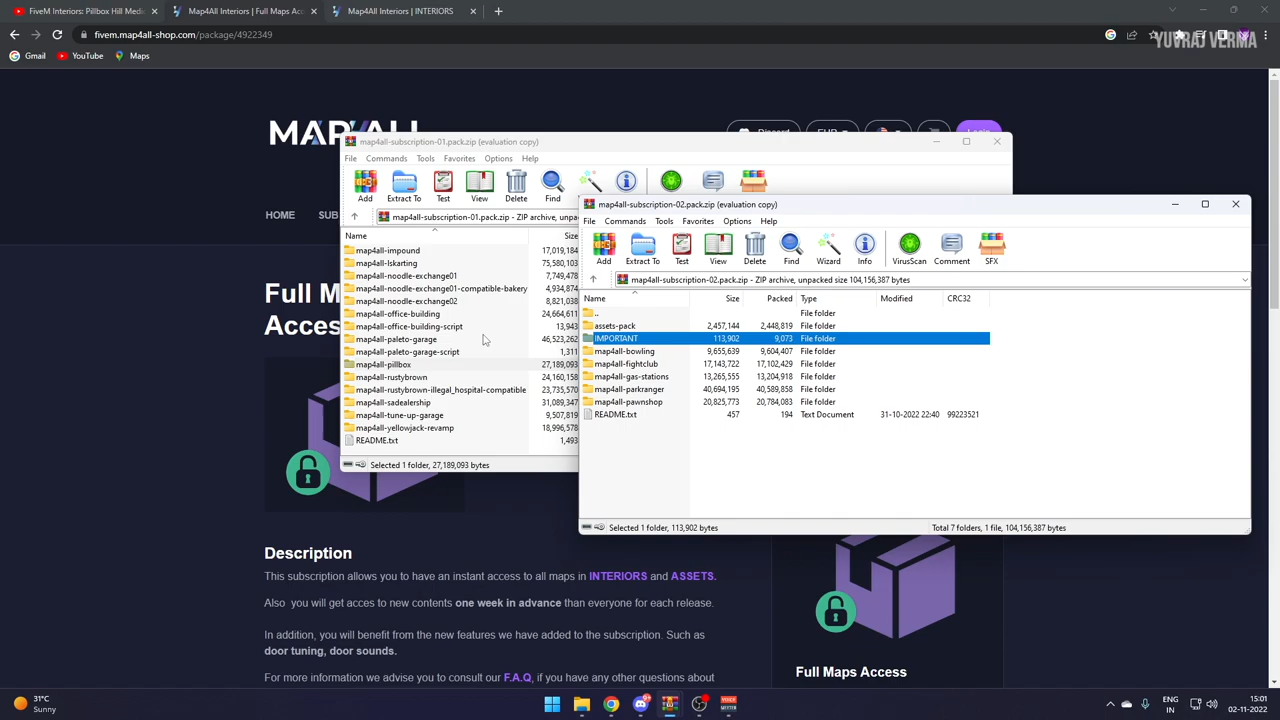 FiveM Interiors: Pillbox Hill Medi
Map4All Interiors | Full Maps Acce
Map4All Interiors | INTERIORS
fivem.map4all-shop.com/package/4922349
YUVRAJ VERMA
Gmail
YouTube
Maps
MAP4ALL
Discord
EUR
Login
HOME
SUB
Full M
Acces
map4all-subscription-01.pack.zip (evaluation copy)
File Commands Tools Favorites Options Help
Add Extract To Test View Delete Find
map4all-subscription-01.pack.zip - ZIP archive, unpa
Name Size
map4all-impound 17,019,184
map4all-lskarting 75,580,103
map4all-noodle-exchange01 7,749,478
map4all-noodle-exchange01-compatible-bakery 4,934,874
map4all-noodle-exchange02 8,821,038
map4all-office-building 24,664,611
map4all-office-building-script 13,943
map4all-paleto-garage 46,523,262
map4all-paleto-garage-script 1,311
map4all-pillbox 27,189,093
map4all-rustybrown 24,160,158
map4all-rustybrown-illegal_hospital-compatible 23,735,570
map4all-sadealership 31,089,347
map4all-tune-up-garage 9,507,819
map4all-yellowjack-revamp 18,996,578
README.txt 1,493
Selected 1 folder, 27,189,093 bytes
map4all-subscription-02.pack.zip (evaluation copy)
File Commands Tools Favorites Options Help
Add Extract To Test View Delete Find Wizard Info VirusScan Comment SFX
map4all-subscription-02.pack.zip - ZIP archive, unpacked size 104,156,387 bytes
Name Size Packed Type Modified CRC32
.. File folder
assets-pack 2,457,144 2,448,819 File folder
IMPORTANT 113,902 9,073 File folder
map4all-bowling 9,655,639 9,604,407 File folder
map4all-fightclub 17,143,722 17,102,429 File folder
map4all-gas-stations 13,265,555 13,204,918 File folder
map4all-parkranger 40,694,195 40,589,858 File folder
map4all-pawnshop 20,825,773 20,784,083 File folder
README.txt 457 194 Text Document 31-10-2022 22:40 99223521
Selected 1 folder, 113,902 bytes
Total 7 folders, 1 file, 104,156,387 bytes
Description
This subscription allows you to have an instant access to all maps in INTERIORS and ASSETS.
Also you will get acces to new contents one week in advance than everyone for each release.
In addition, you will benefit from the new features we have added to the subscription. Such as
door tuning, door sounds.
For more information we advise you to consult our F.A.Q, if you have any other questions about
Full Maps Access
31°C
Sunny
ENG
IN
15:01
02-11-2022